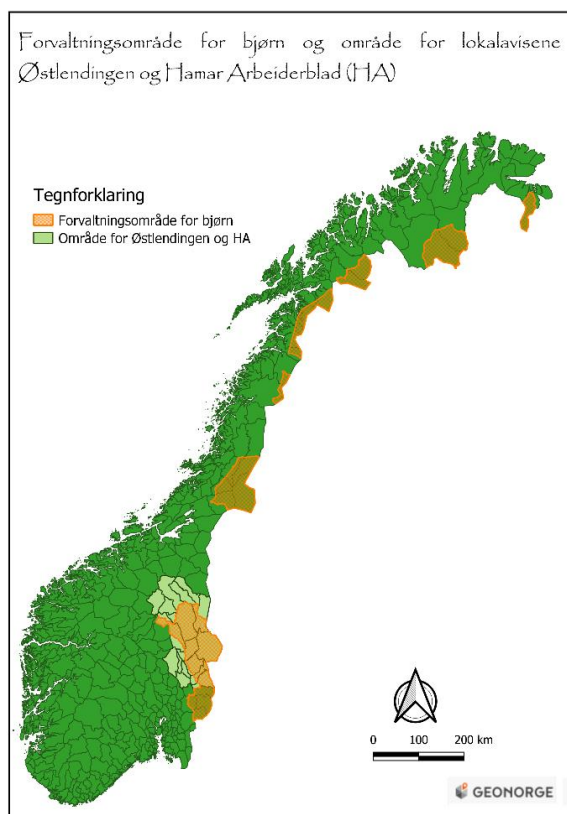 Forvaltningsområde for bjørn og område for lokalavisene
Østlendingen og Hamar Arbeiderblad (HA)
Tegnforklaring
Forvaltningsområde for bjørn
Område for Østlendingen og HA
0 100 200 km
GEONORGE